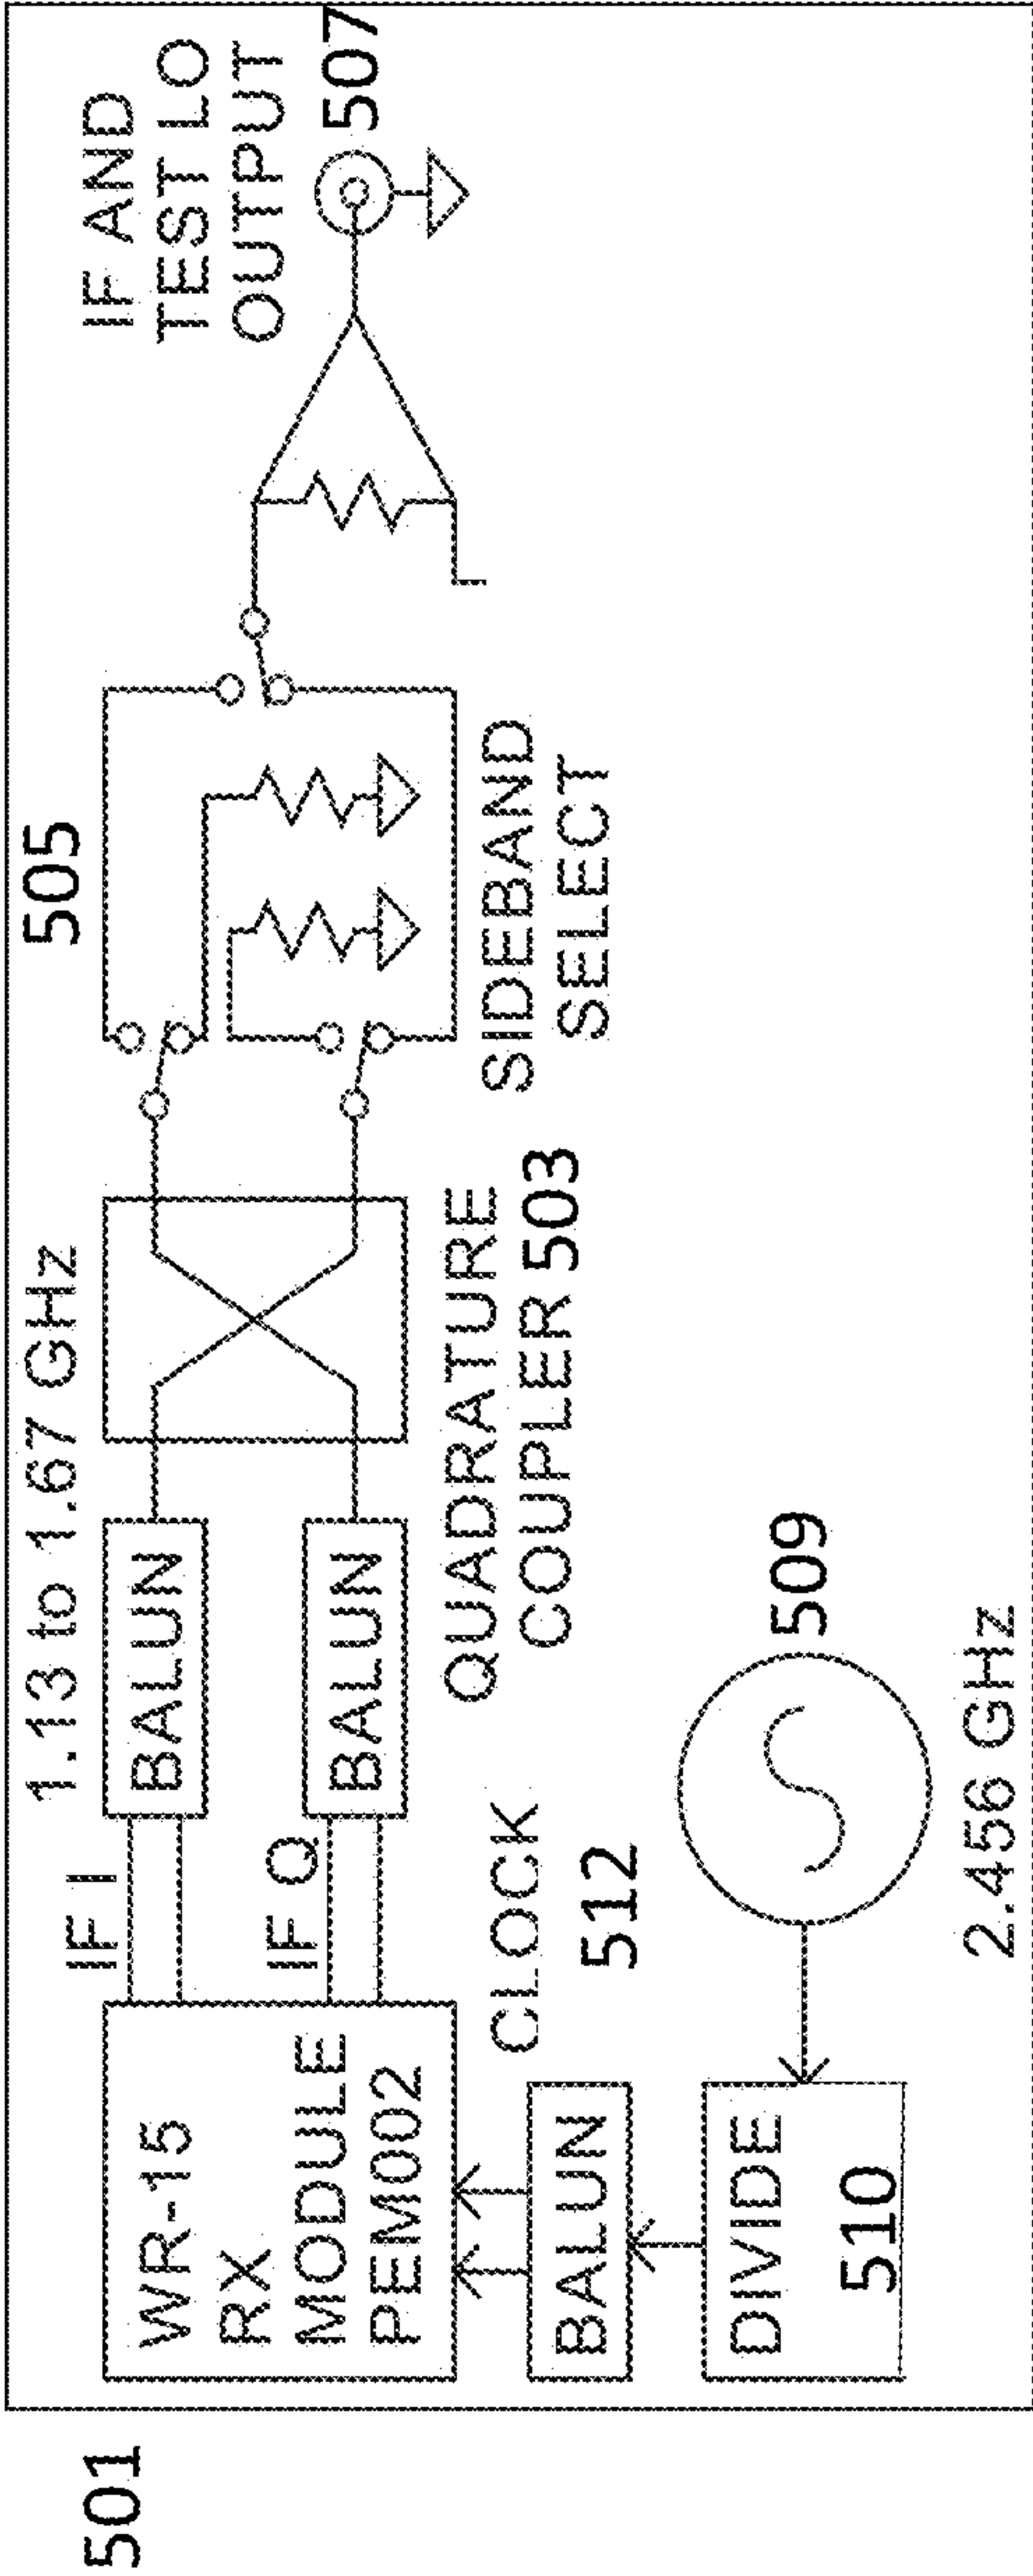 501
WR-15
RX
MODULE
PEM002
IF I
IF Q
BALUN
BALUN
1.13 to 1.67 GHz
QUADRATURE
COUPLER 503
505
SIDEBAND
SELECT
IF AND
TEST LO
OUTPUT
507
CLOCK
512
BALUN
DIVIDE
510
509
2.456 GHz